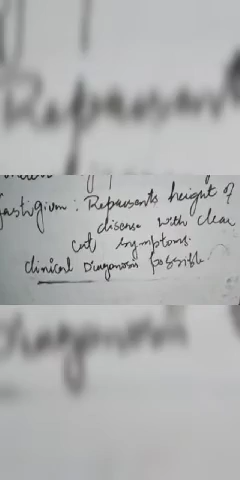 Fastigium : Represents height of
disease with clear
cut symptoms.
clinical Diagnosis possible.